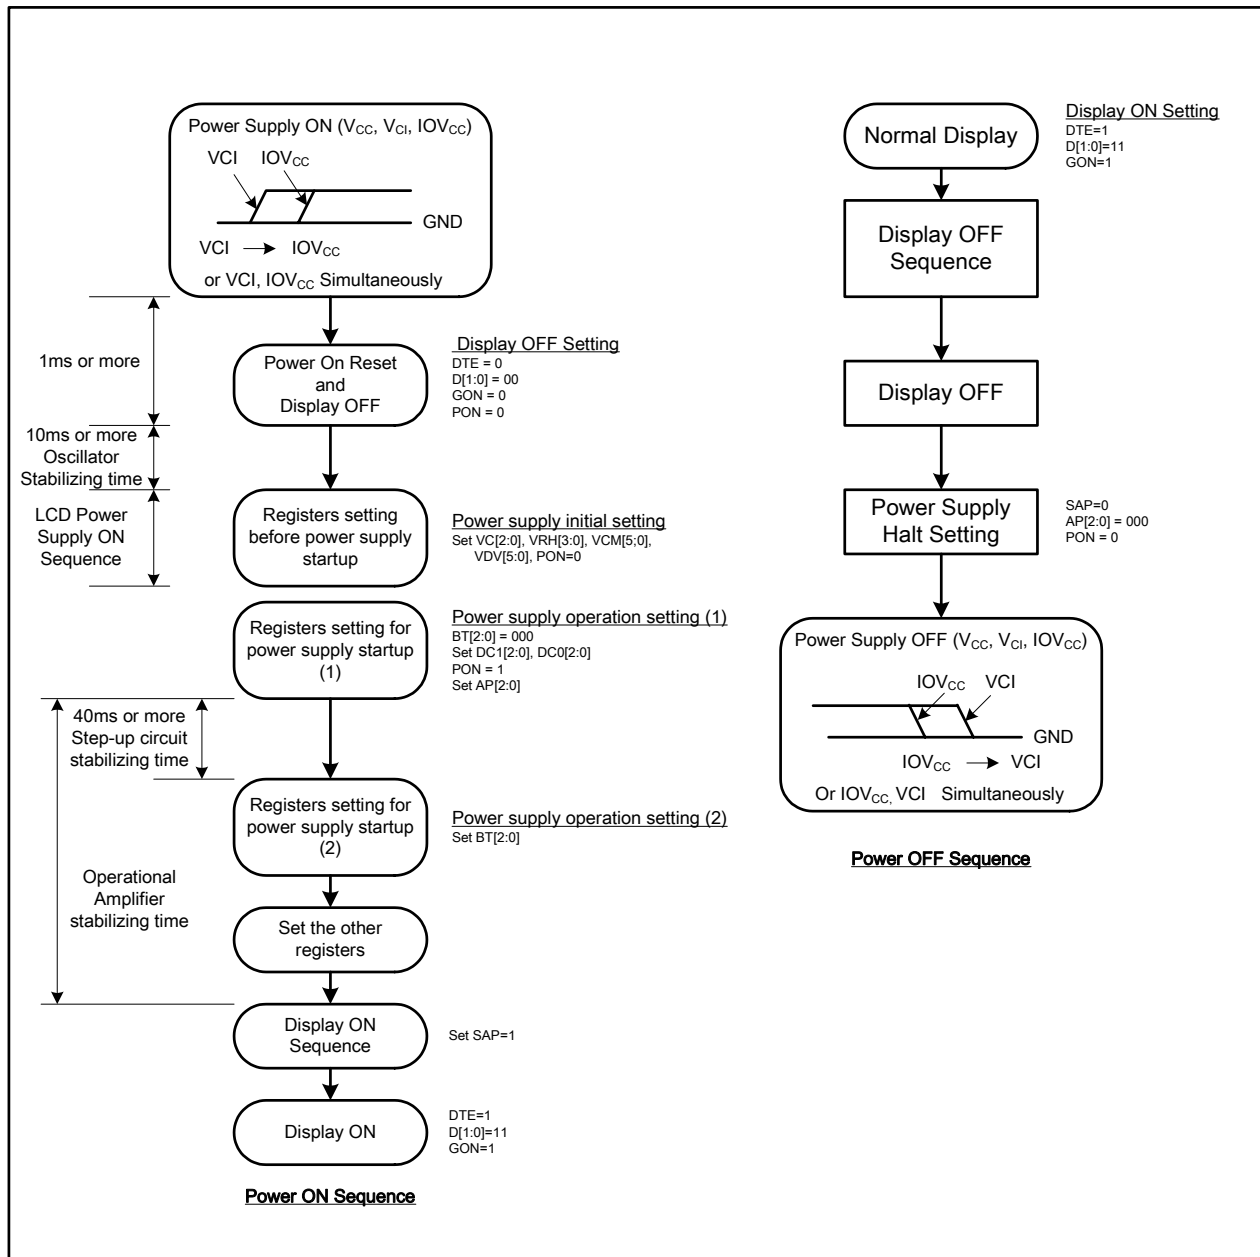 Power Supply ON (VCC, VCI, IOVCC)
VCI IOVCC
GND
VCI IOVCC
or VCI, IOVCC Simultaneously
1ms or more
Power On Reset
and
Display OFF
Display OFF Setting
DTE = 0
D[1:0] = 00
GON = 0
PON = 0
10ms or more
Oscillator
Stabilizing time
LCD Power
Supply ON
Sequence
Registers setting
before power supply
startup
Power supply initial setting
Set VC[2:0], VRH[3:0], VCM[5;0],
VDV[5:0], PON=0
Registers setting for
power supply startup
(1)
Power supply operation setting (1)
BT[2:0] = 000
Set DC1[2:0], DC0[2:0]
PON = 1
Set AP[2:0]
40ms or more
Step-up circuit
stabilizing time
Registers setting for
power supply startup
(2)
Power supply operation setting (2)
Set BT[2:0]
Operational
Amplifier
stabilizing time
Set the other
registers
Display ON
Sequence
Set SAP=1
Display ON
DTE=1
D[1:0]=11
GON=1
Power ON Sequence
Normal Display
Display ON Setting
DTE=1
D[1:0]=11
GON=1
Display OFF
Sequence
Display OFF
Power Supply
Halt Setting
SAP=0
AP[2:0] = 000
PON = 0
Power Supply OFF (VCC, VCI, IOVCC)
IOVCC VCI
GND
IOVCC VCI
Or IOVCC, VCI Simultaneously
Power OFF Sequence